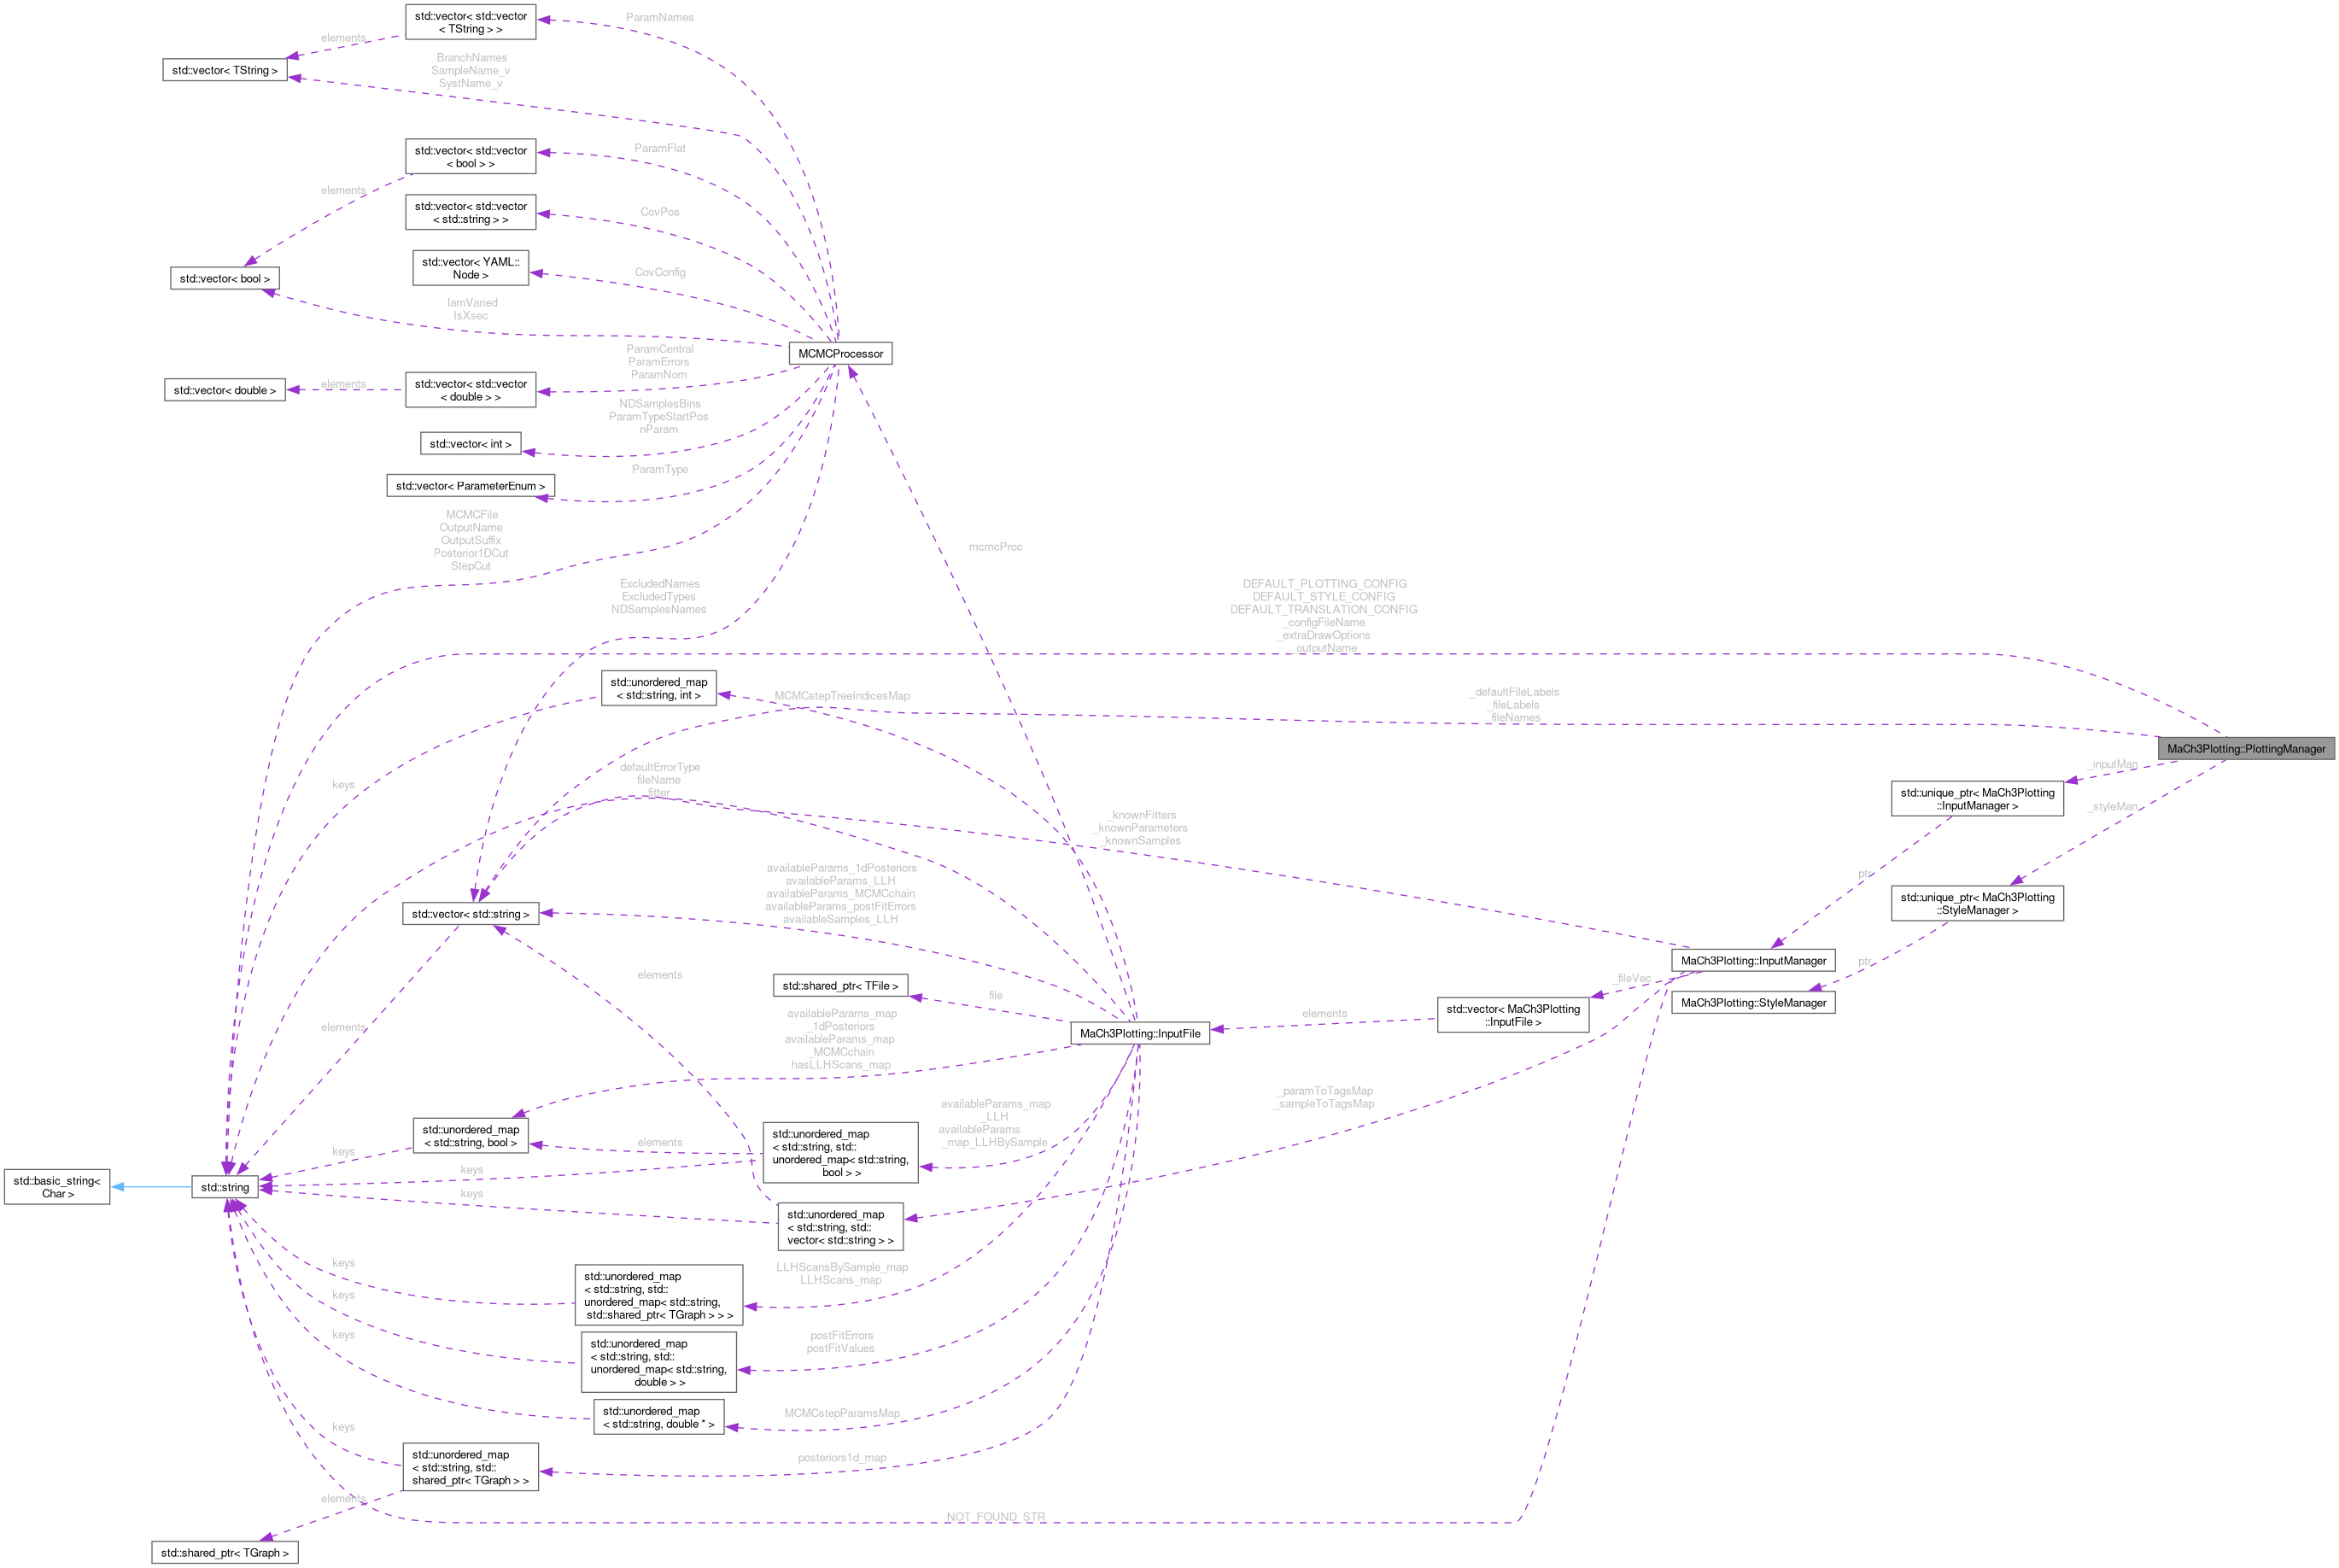 std::vector< std::vector
< TString > >
ParamNames
elements
std::vector< TString >
BranchNames
SampleName_v
SystName_v
std::vector< std::vector
< bool > >
ParamFlat
elements
std::vector< std::vector
< std::string > >
CovPos
std::vector< YAML::
Node >
CovConfig
std::vector< bool >
IamVaried
IsXsec
MCMCProcessor
ParamCentral
ParamErrors
ParamNom
std::vector< double >
elements
std::vector< std::vector
< double > >
NDSamplesBins
ParamTypeStartPos
nParam
std::vector< int >
ParamType
std::vector< ParameterEnum >
MCMCFile
OutputName
OutputSuffix
Posterior1DCut
StepCut
mcmcProc
ExcludedNames
ExcludedTypes
NDSamplesNames
DEFAULT_PLOTTING_CONFIG
DEFAULT_STYLE_CONFIG
DEFAULT_TRANSLATION_CONFIG
_configFileName
_extraDrawOptions
_outputName
std::unordered_map
< std::string, int >
MCMCstepTreeIndicesMap
_defaultFileLabels
_fileLabels
_fileNames
MaCh3Plotting::PlottingManager
keys
defaultErrorType
fileName
fitter
_inputMan
std::unique_ptr< MaCh3Plotting
::InputManager >
_styleMan
_knownFitters
_knownParameters
_knownSamples
availableParams_1dPosteriors
availableParams_LLH
availableParams_MCMCchain
availableParams_postFitErrors
availableSamples_LLH
ptr
std::unique_ptr< MaCh3Plotting
::StyleManager >
std::vector< std::string >
MaCh3Plotting::InputManager
ptr
elements
std::shared_ptr< TFile >
file
_fileVec
MaCh3Plotting::StyleManager
std::vector< MaCh3Plotting
::InputFile >
elements
MaCh3Plotting::InputFile
elements
availableParams_map
_1dPosteriors
availableParams_map
_MCMCchain
hasLLHScans_map
_paramToTagsMap
_sampleToTagsMap
availableParams_map
_LLH
availableParams
_map_LLHBySample
std::unordered_map
< std::string, bool >
keys
elements
std::unordered_map
< std::string, std::
unordered_map< std::string,
bool > >
keys
std::basic_string<
Char >
std::string
keys
std::unordered_map
< std::string, std::
vector< std::string > >
keys
LLHScansBySample_map
LLHScans_map
std::unordered_map
< std::string, std::
unordered_map< std::string,
std::shared_ptr< TGraph > > >
keys
postFitErrors
postFitValues
std::unordered_map
< std::string, std::
unordered_map< std::string,
double > >
keys
std::unordered_map
< std::string, double * >
MCMCstepParamsMap
keys
std::unordered_map
< std::string, std::
shared_ptr< TGraph > >
posteriors1d_map
elements
NOT_FOUND_STR
std::shared_ptr< TGraph >